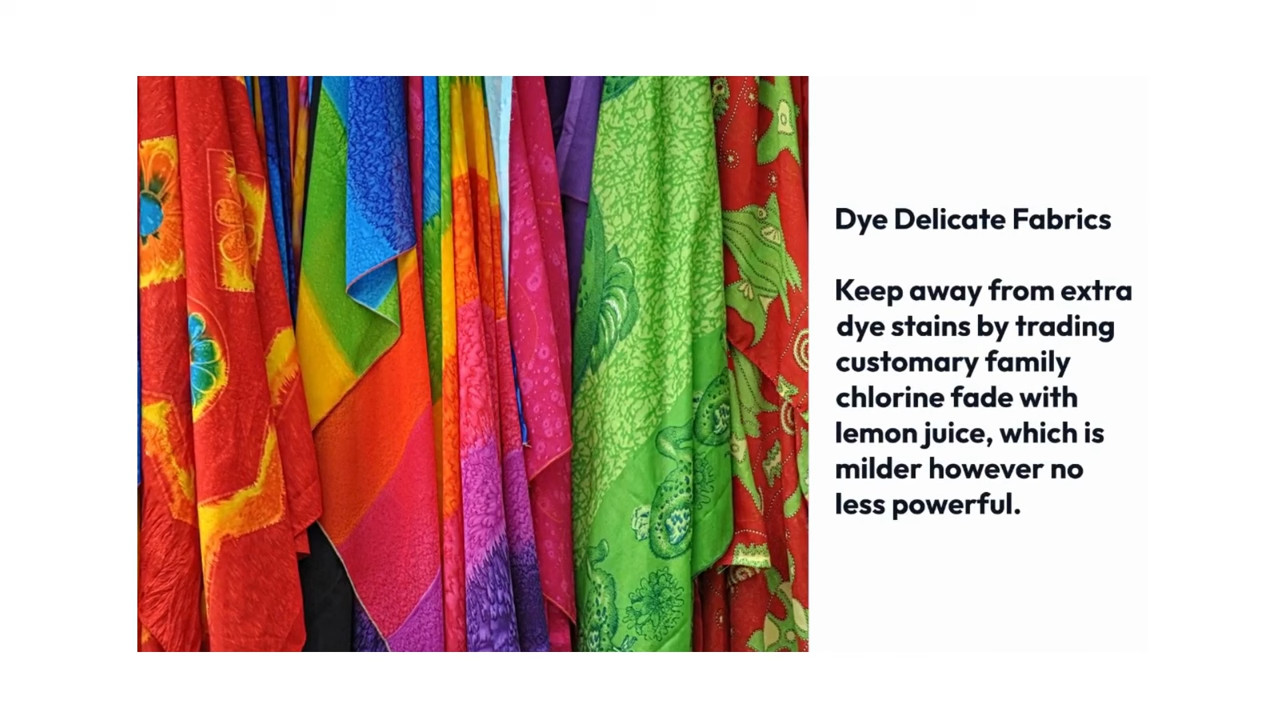 Dye Delicate Fabrics
Keep away from extra
dye stains by trading
customary family
chlorine fade with
lemon juice, which is
milder however no
less powerful.